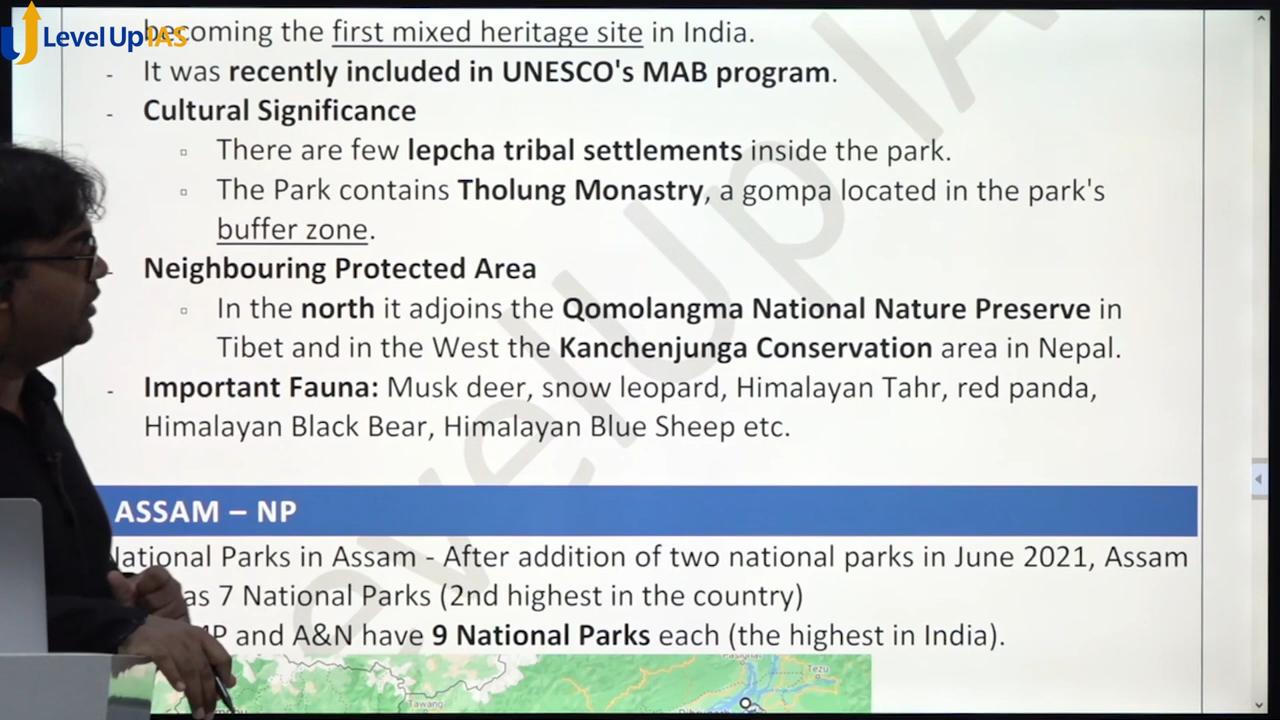 Level Up IAS
becoming the first mixed heritage site in India.
- It was recently included in UNESCO's MAB program.
- Cultural Significance
▫ There are few lepcha tribal settlements inside the park.
▫ The Park contains Tholung Monastry, a gompa located in the park's
buffer zone.
- Neighbouring Protected Area
▫ In the north it adjoins the Qomolangma National Nature Preserve in
Tibet and in the West the Kanchenjunga Conservation area in Nepal.
- Important Fauna: Musk deer, snow leopard, Himalayan Tahr, red panda,
Himalayan Black Bear, Himalayan Blue Sheep etc.
ASSAM – NP
National Parks in Assam - After addition of two national parks in June 2021, Assam
as 7 National Parks (2nd highest in the country)
MP and A&N have 9 National Parks each (the highest in India).
Tezu
Tawang
Level Up IA